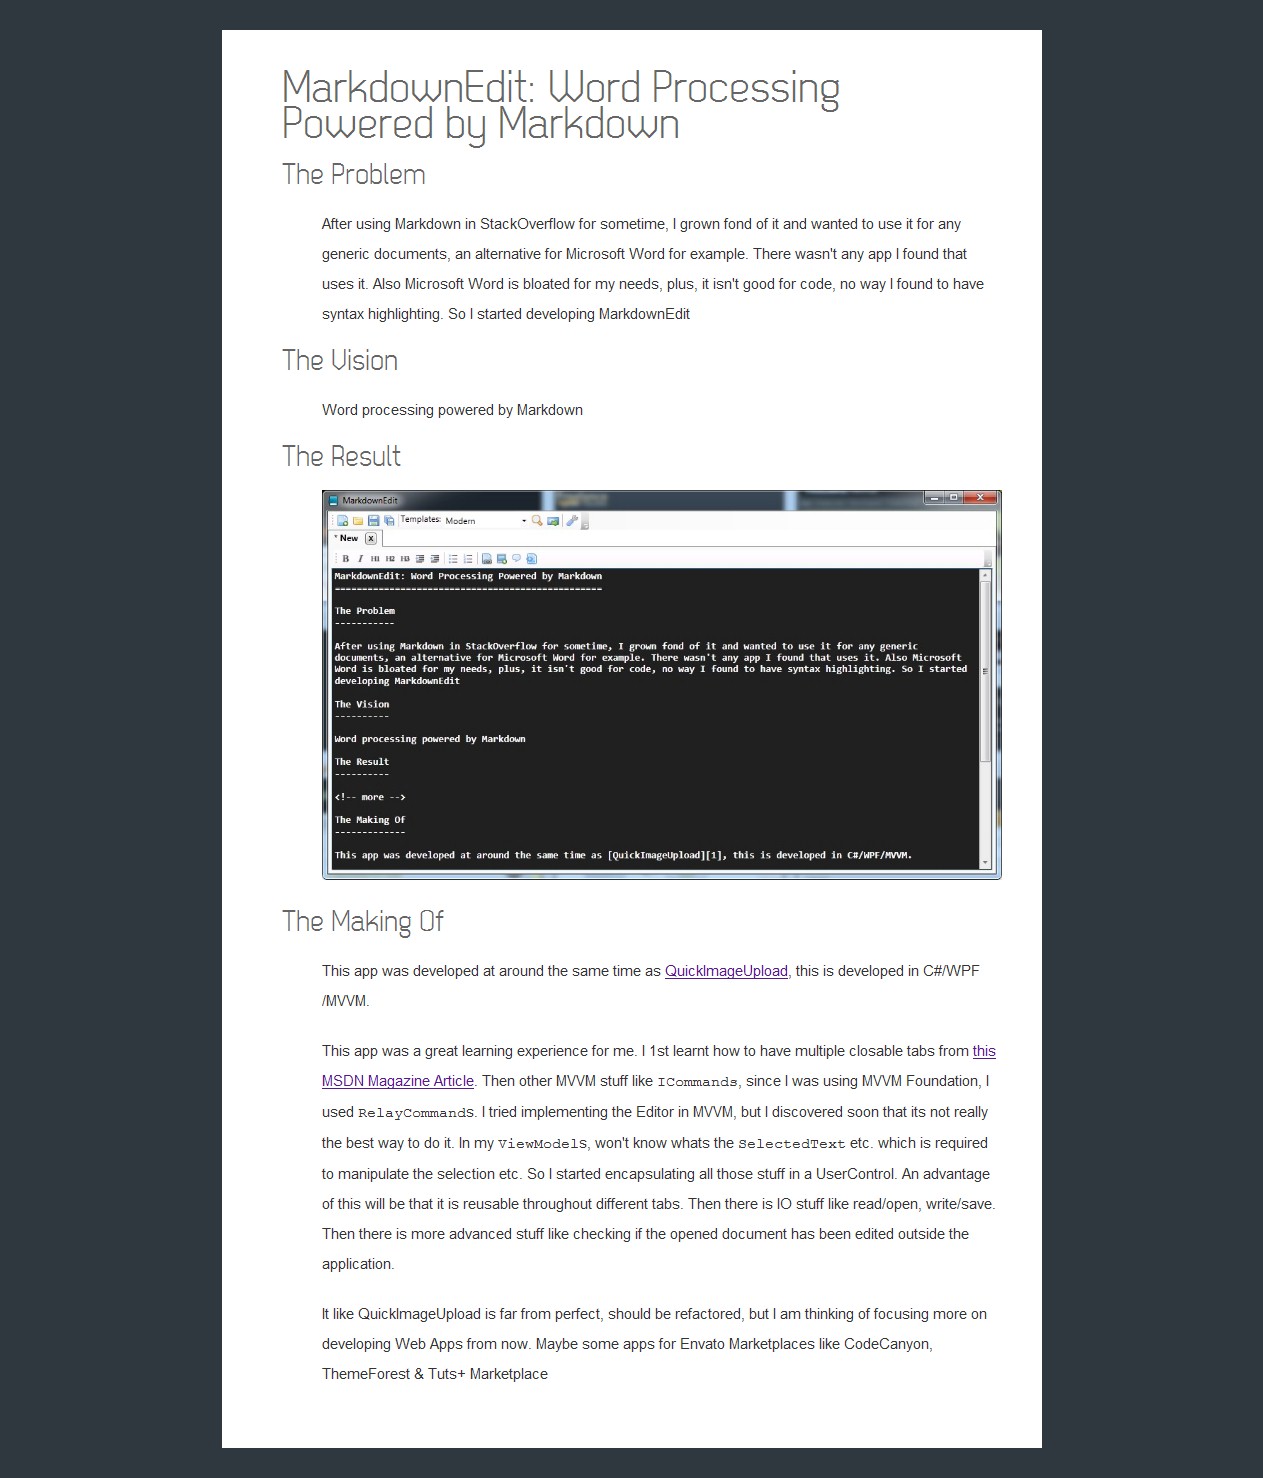 MarkdownEdit: Word Processing
Powered by Markdown
The Problem
After using Markdown in StackOverflow for sometime, I grown fond of it and wanted to use it for any
generic documents, an alternative for Microsoft Word for example. There wasn't any app I found that
uses it. Also Microsoft Word is bloated for my needs, plus, it isn't good for code, no way I found to have
syntax highlighting. So I started developing MarkdownEdit
The Vision
Word processing powered by Markdown
The Result
MarkdownEdit
Templates: Modern
* New x
B I H1 H2 H3
MarkdownEdit: Word Processing Powered by Markdown
=================================================
The Problem
-----------
After using Markdown in StackOverflow for sometime, I grown fond of it and wanted to use it for any generic
documents, an alternative for Microsoft Word for example. There wasn't any app I found that uses it. Also Microsoft
Word is bloated for my needs, plus, it isn't good for code, no way I found to have syntax highlighting. So I started
developing MarkdownEdit
The Vision
----------
Word processing powered by Markdown
The Result
----------
<!-- more -->
The Making Of
-------------
This app was developed at around the same time as [QuickImageUpload][1], this is developed in C#/WPF/MVVM.
The Making Of
This app was developed at around the same time as QuickImageUpload, this is developed in C#/WPF
/MVVM.
This app was a great learning experience for me. I 1st learnt how to have multiple closable tabs from this
MSDN Magazine Article. Then other MVVM stuff like ICommands, since I was using MVVM Foundation, I
used RelayCommands. I tried implementing the Editor in MVVM, but I discovered soon that its not really
the best way to do it. In my ViewModels, won't know whats the SelectedText etc. which is required
to manipulate the selection etc. So I started encapsulating all those stuff in a UserControl. An advantage
of this will be that it is reusable throughout different tabs. Then there is IO stuff like read/open, write/save.
Then there is more advanced stuff like checking if the opened document has been edited outside the
application.
It like QuickImageUpload is far from perfect, should be refactored, but I am thinking of focusing more on
developing Web Apps from now. Maybe some apps for Envato Marketplaces like CodeCanyon,
ThemeForest & Tuts+ Marketplace